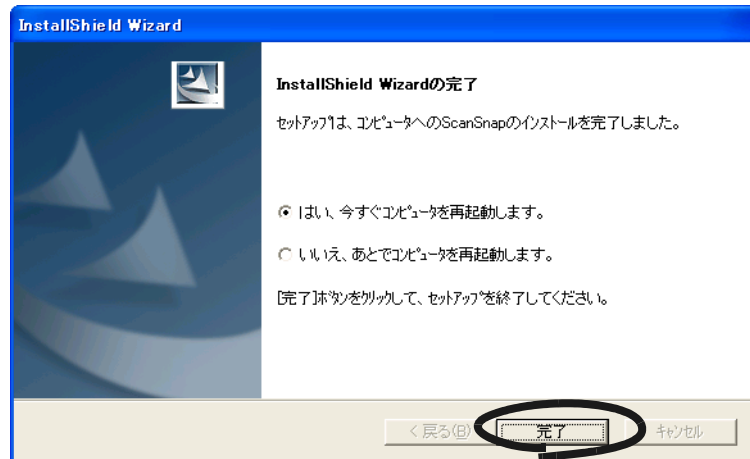 InstallShield Wizard
InstallShield Wizardの完了
セットアップは、コンピュータへのScanSnapのインストールを完了しました。
はい、今すぐコンピュータを再起動します。
いいえ、あとでコンピュータを再起動します。
[完了]ボタンをクリックして、セットアップを終了してください。
< 戻る(B) 完了 キャンセル